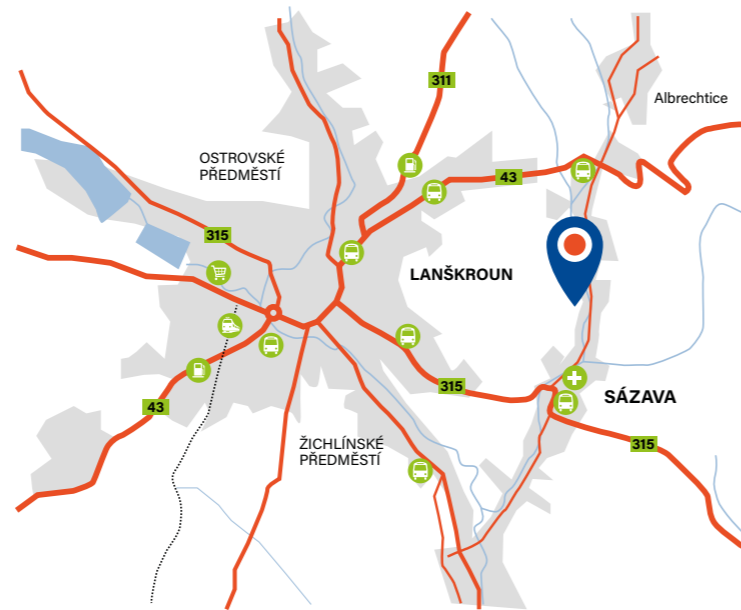 311
Albrechtice
OSTROVSKÉ
PŘEDMĚSTÍ
43
315
LANŠKROUN
315
SÁZAVA
43
ŽICHLÍNSKÉ
PŘEDMĚSTÍ
315